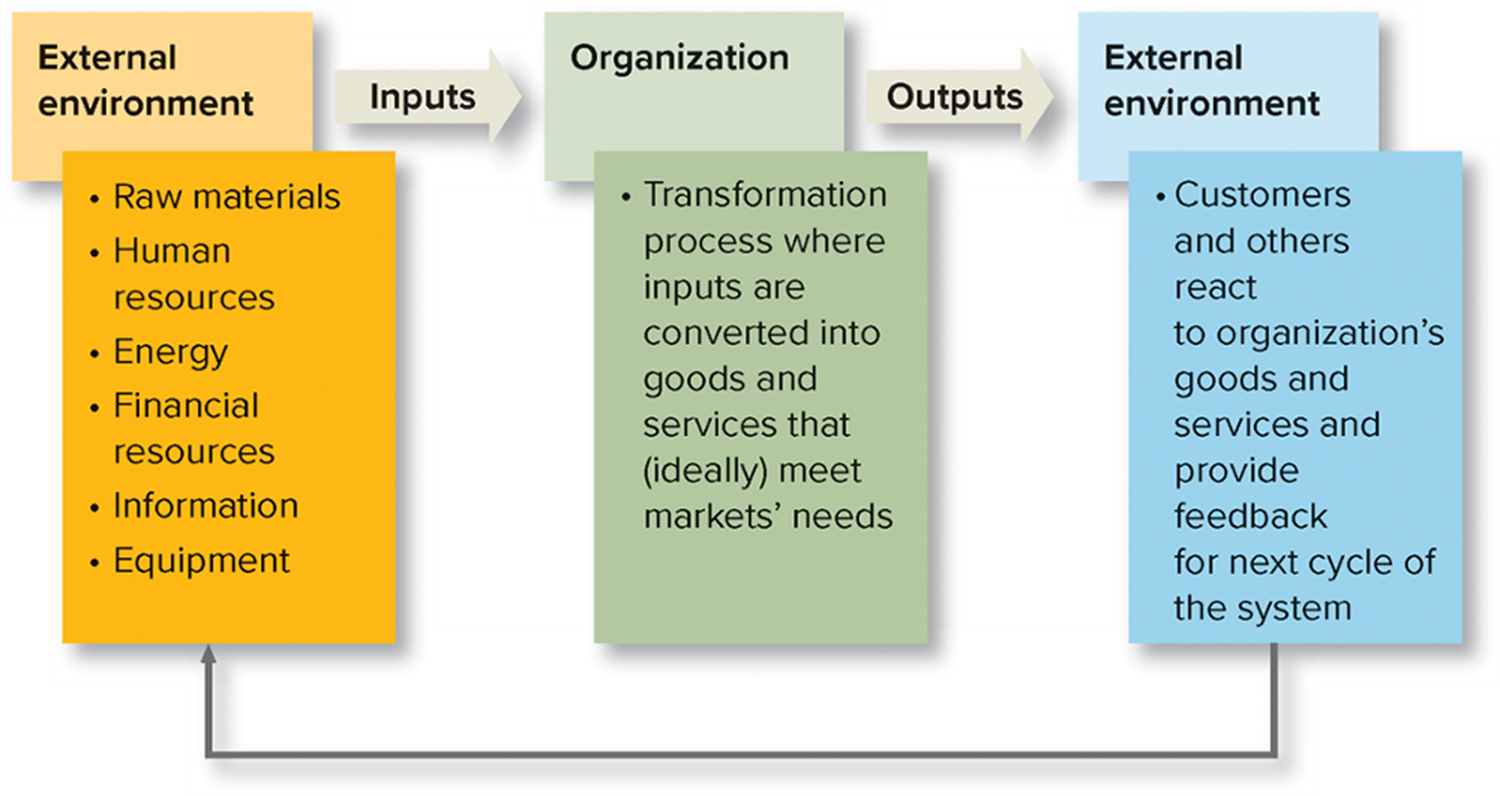 External
environment
Inputs
Organization
Outputs
External
environment
• Raw materials
• Human
resources
• Energy
• Financial
resources
• Information
• Equipment
• Transformation
process where
inputs are
converted into
goods and
services that
(ideally) meet
markets’ needs
• Customers
and others
react
to organization’s
goods and
services and
provide
feedback
for next cycle of
the system